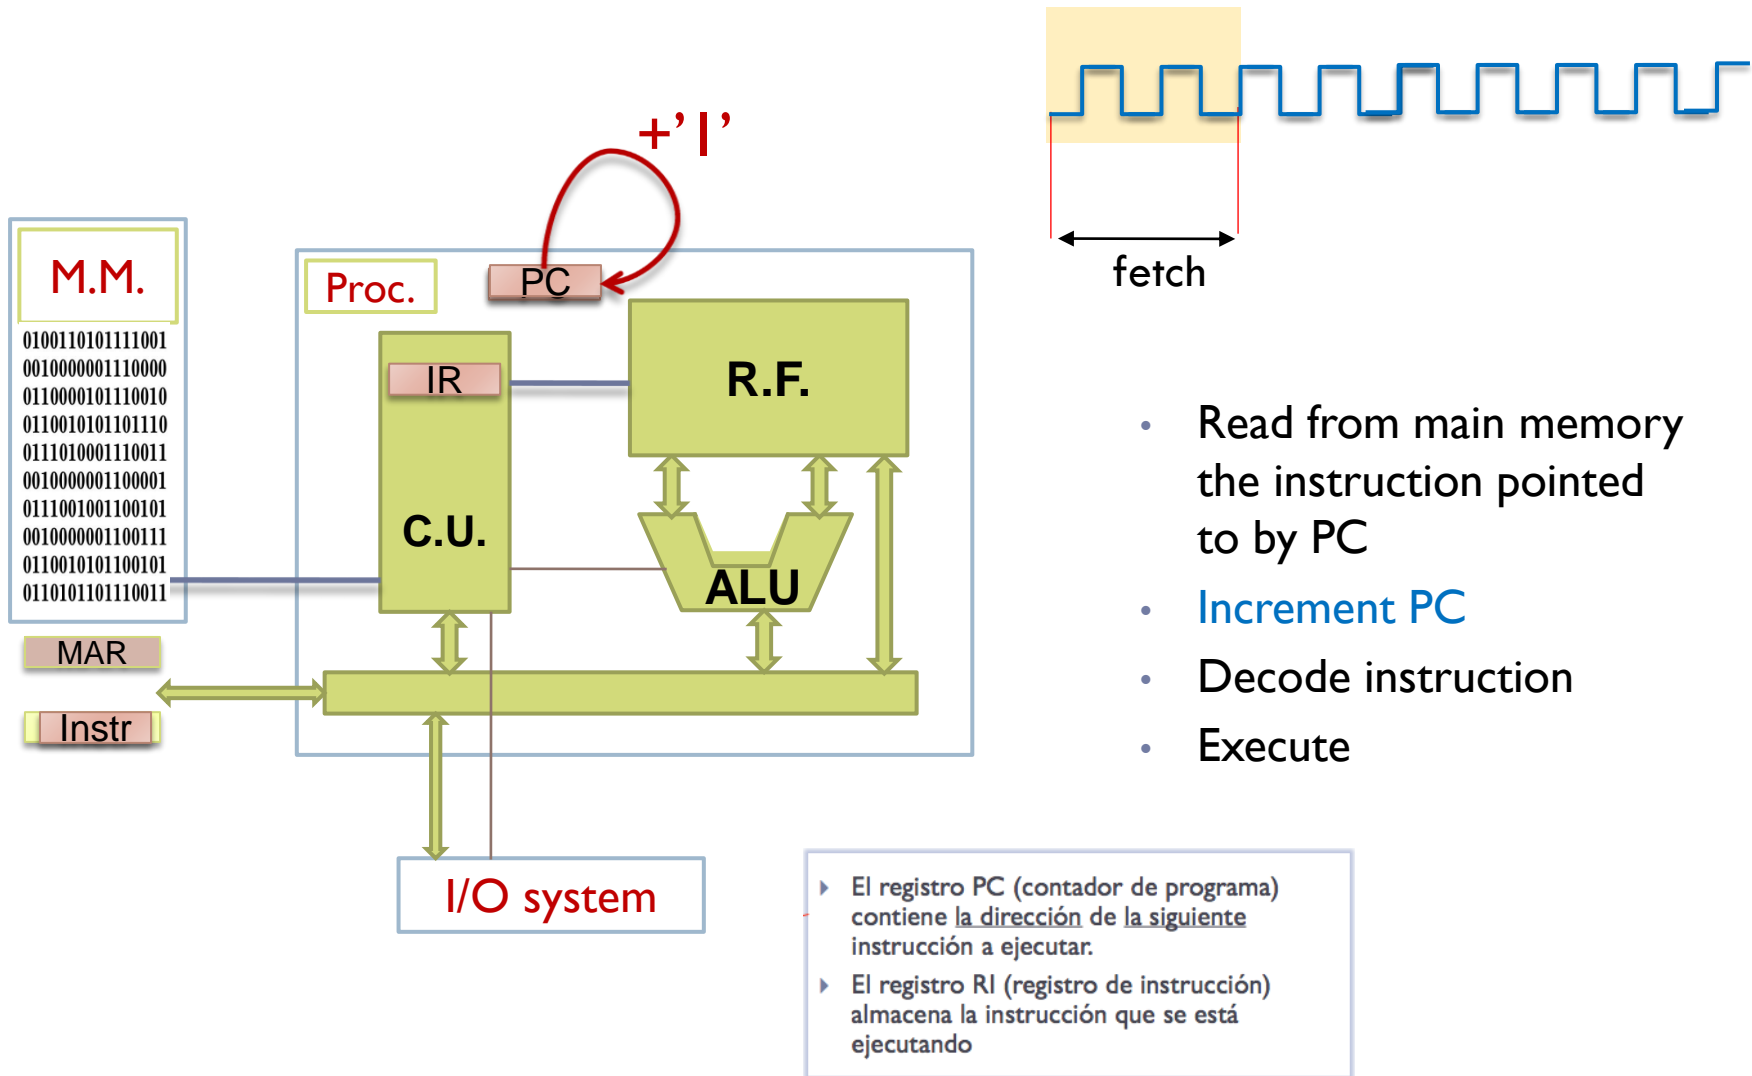 +’1’
fetch
M.M.
0100110101111001
0010000001110000
0110000101110010
0110010101101110
0111010001110011
0010000001100001
0111001001100101
0010000001100111
0110010101100101
0110101101110011
MAR
Instr
Proc.
PC
IR
C.U.
R.F.
ALU
I/O system
• Read from main memory
the instruction pointed
to by PC
• Increment PC
• Decode instruction
• Execute
El registro PC (contador de programa)
contiene la dirección de la siguiente
instrucción a ejecutar.
El registro RI (registro de instrucción)
almacena la instrucción que se está
ejecutando